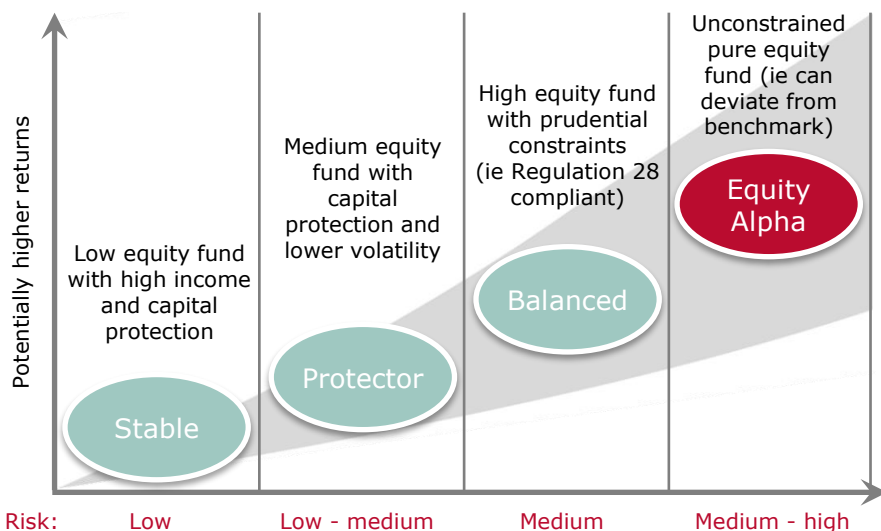 Potentially higher returns
Low equity fund
with high income
and capital
protection
Stable
Medium equity
fund with
capital
protection and
lower volatility
Protector
High equity fund
with prudential
constraints
(ie Regulation 28
compliant)
Balanced
Unconstrained
pure equity
fund (ie can
deviate from
benchmark)
Equity
Alpha
Risk: Low Low - medium Medium Medium - high